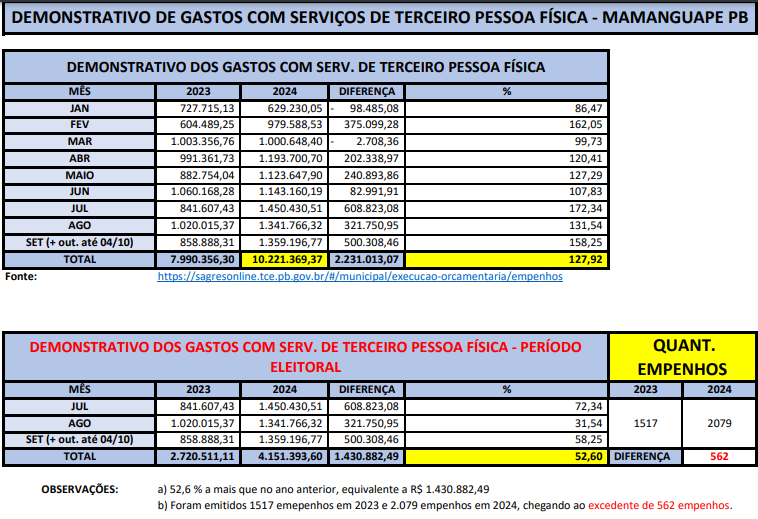 DEMONSTRATIVO DE GASTOS COM SERVIÇOS DE TERCEIRO PESSOA FÍSICA - MAMANGUAPE PB
DEMONSTRATIVO DOS GASTOS COM SERV. DE TERCEIRO PESSOA FÍSICA
MÊS 2023 2024 DIFERENÇA %
JAN 727.715,13 629.230,05 - 98.485,08 86,47
FEV 604.489,25 979.588,53 375.099,28 162,05
MAR 1.003.356,76 1.000.648,40 - 2.708,36 99,73
ABR 991.361,73 1.193.700,70 202.338,97 120,41
MAIO 882.754,04 1.123.647,90 240.893,86 127,29
JUN 1.060.168,28 1.143.160,19 82.991,91 107,83
JUL 841.607,43 1.450.430,51 608.823,08 172,34
AGO 1.020.015,37 1.341.766,32 321.750,95 131,54
SET (+ out. até 04/10) 858.888,31 1.359.196,77 500.308,46 158,25
TOTAL 7.990.356,30 10.221.369,37 2.231.013,07 127,92
Fonte: https://sagresonline.tce.pb.gov.br/#/municipal/execucao-orcamentaria/empenhos
DEMONSTRATIVO DOS GASTOS COM SERV. DE TERCEIRO PESSOA FÍSICA - PERÍODO
ELEITORAL
QUANT.
EMPENHOS
MÊS 2023 2024 DIFERENÇA % 2023 2024
JUL 841.607,43 1.450.430,51 608.823,08 72,34
AGO 1.020.015,37 1.341.766,32 321.750,95 31,54 1517 2079
SET (+ out. até 04/10) 858.888,31 1.359.196,77 500.308,46 58,25
TOTAL 2.720.511,11 4.151.393,60 1.430.882,49 52,60 DIFERENÇA 562
OBSERVAÇÕES: a) 52,6 % a mais que no ano anterior, equivalente a R$ 1.430.882,49
b) Foram emitidos 1517 emepenhos em 2023 e 2.079 empenhos em 2024, chegando ao excedente de 562 empenhos.